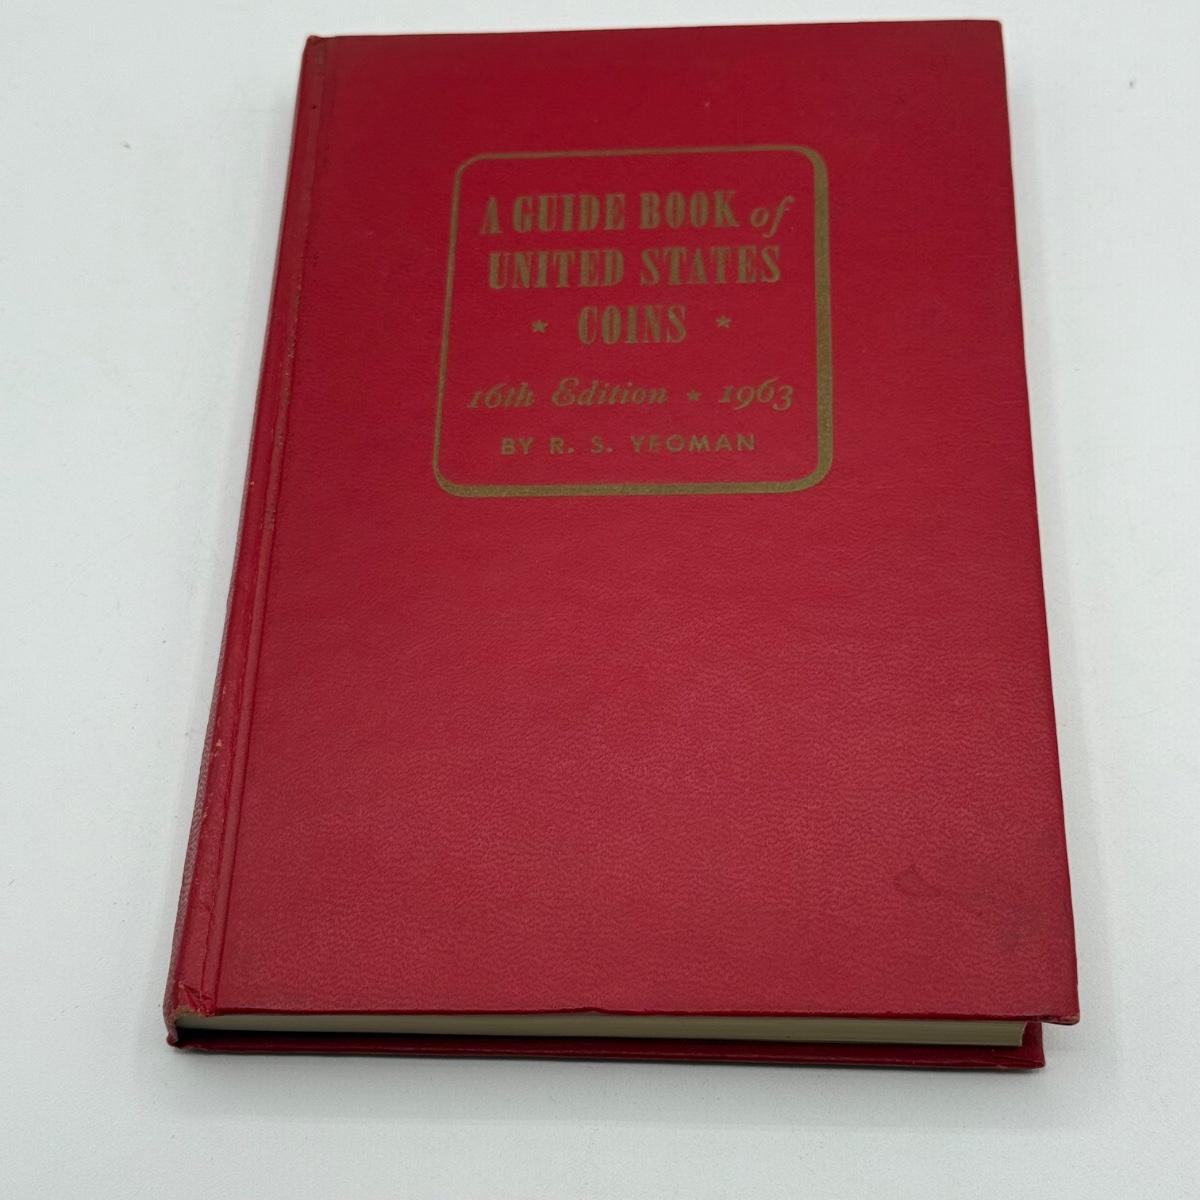 A GUIDE BOOK of
UNITED STATES
★ COINS ★
16th Edition ★ 1963
BY R. S. YEOMAN